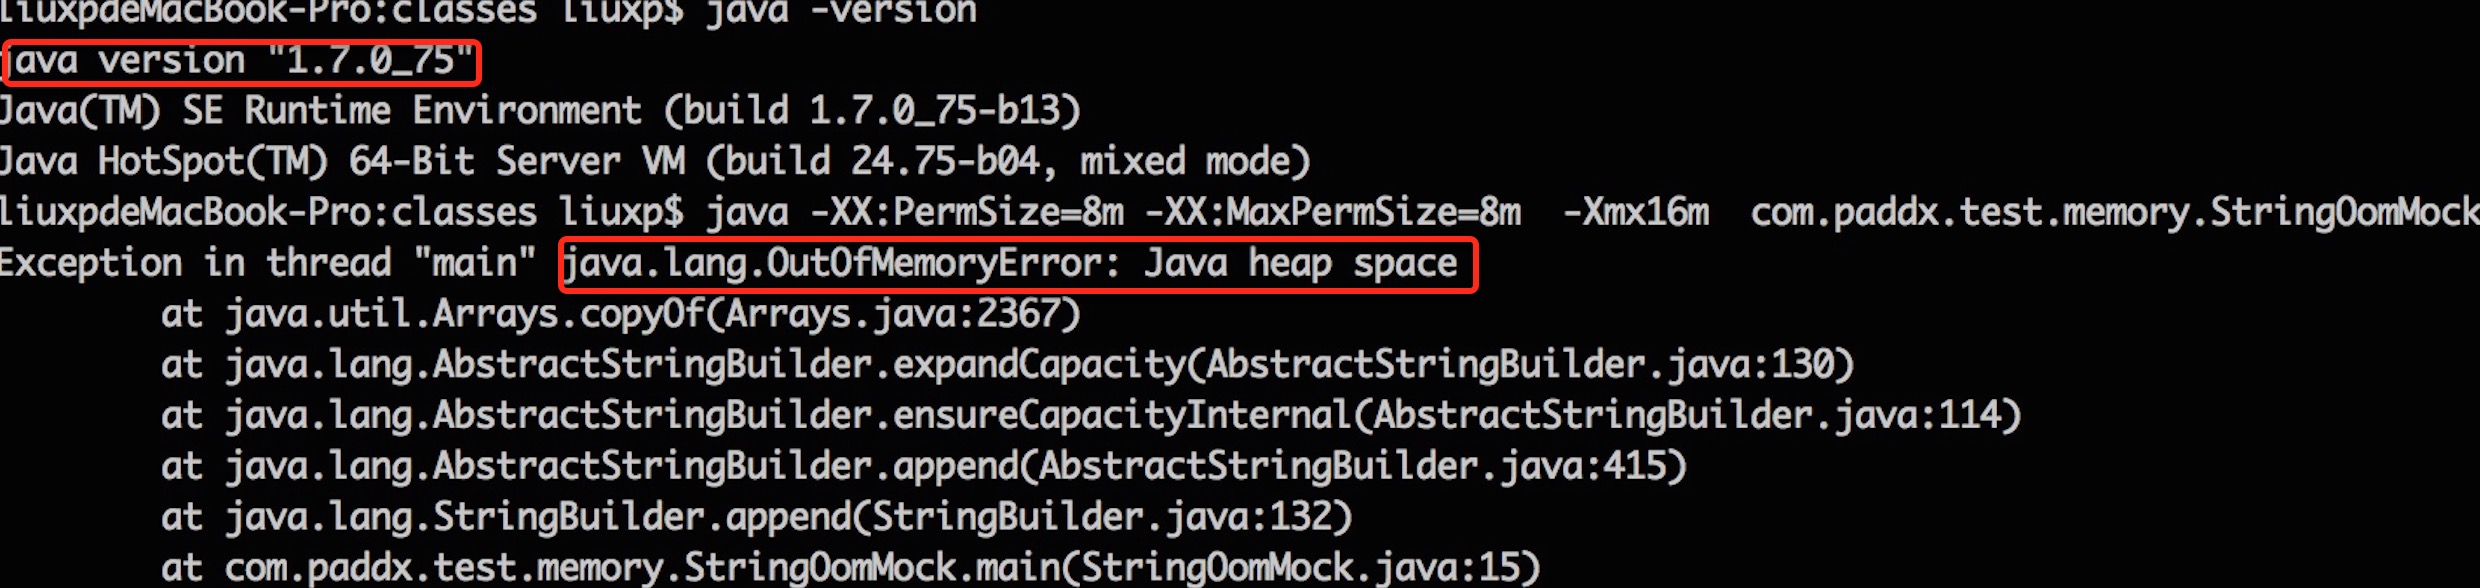 liuxpdeMacBook-Pro:classes liuxp$ java -version
java version "1.7.0_75"
Java(TM) SE Runtime Environment (build 1.7.0_75-b13)
Java HotSpot(TM) 64-Bit Server VM (build 24.75-b04, mixed mode)
liuxpdeMacBook-Pro:classes liuxp$ java -XX:PermSize=8m -XX:MaxPermSize=8m  -Xmx16m  com.paddx.test.memory.StringOomMock
Exception in thread "main" java.lang.OutOfMemoryError: Java heap space
        at java.util.Arrays.copyOf(Arrays.java:2367)
        at java.lang.AbstractStringBuilder.expandCapacity(AbstractStringBuilder.java:130)
        at java.lang.AbstractStringBuilder.ensureCapacityInternal(AbstractStringBuilder.java:114)
        at java.lang.AbstractStringBuilder.append(AbstractStringBuilder.java:415)
        at java.lang.StringBuilder.append(StringBuilder.java:132)
        at com.paddx.test.memory.StringOomMock.main(StringOomMock.java:15)